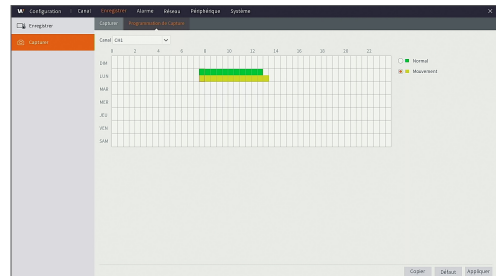 W Configuration Canal Enregistrer Alarme Réseau Périphérique Système ×
Enregistrer
Capturer
Capturer Programmation de Capture
Canal CH1
0 2 4 6 8 10 12 14 16 18 20 22
DIM
LUN
MAR
MER
JEU
VEN
SAM
Normal
Mouvement
Copier Défaut Appliquer